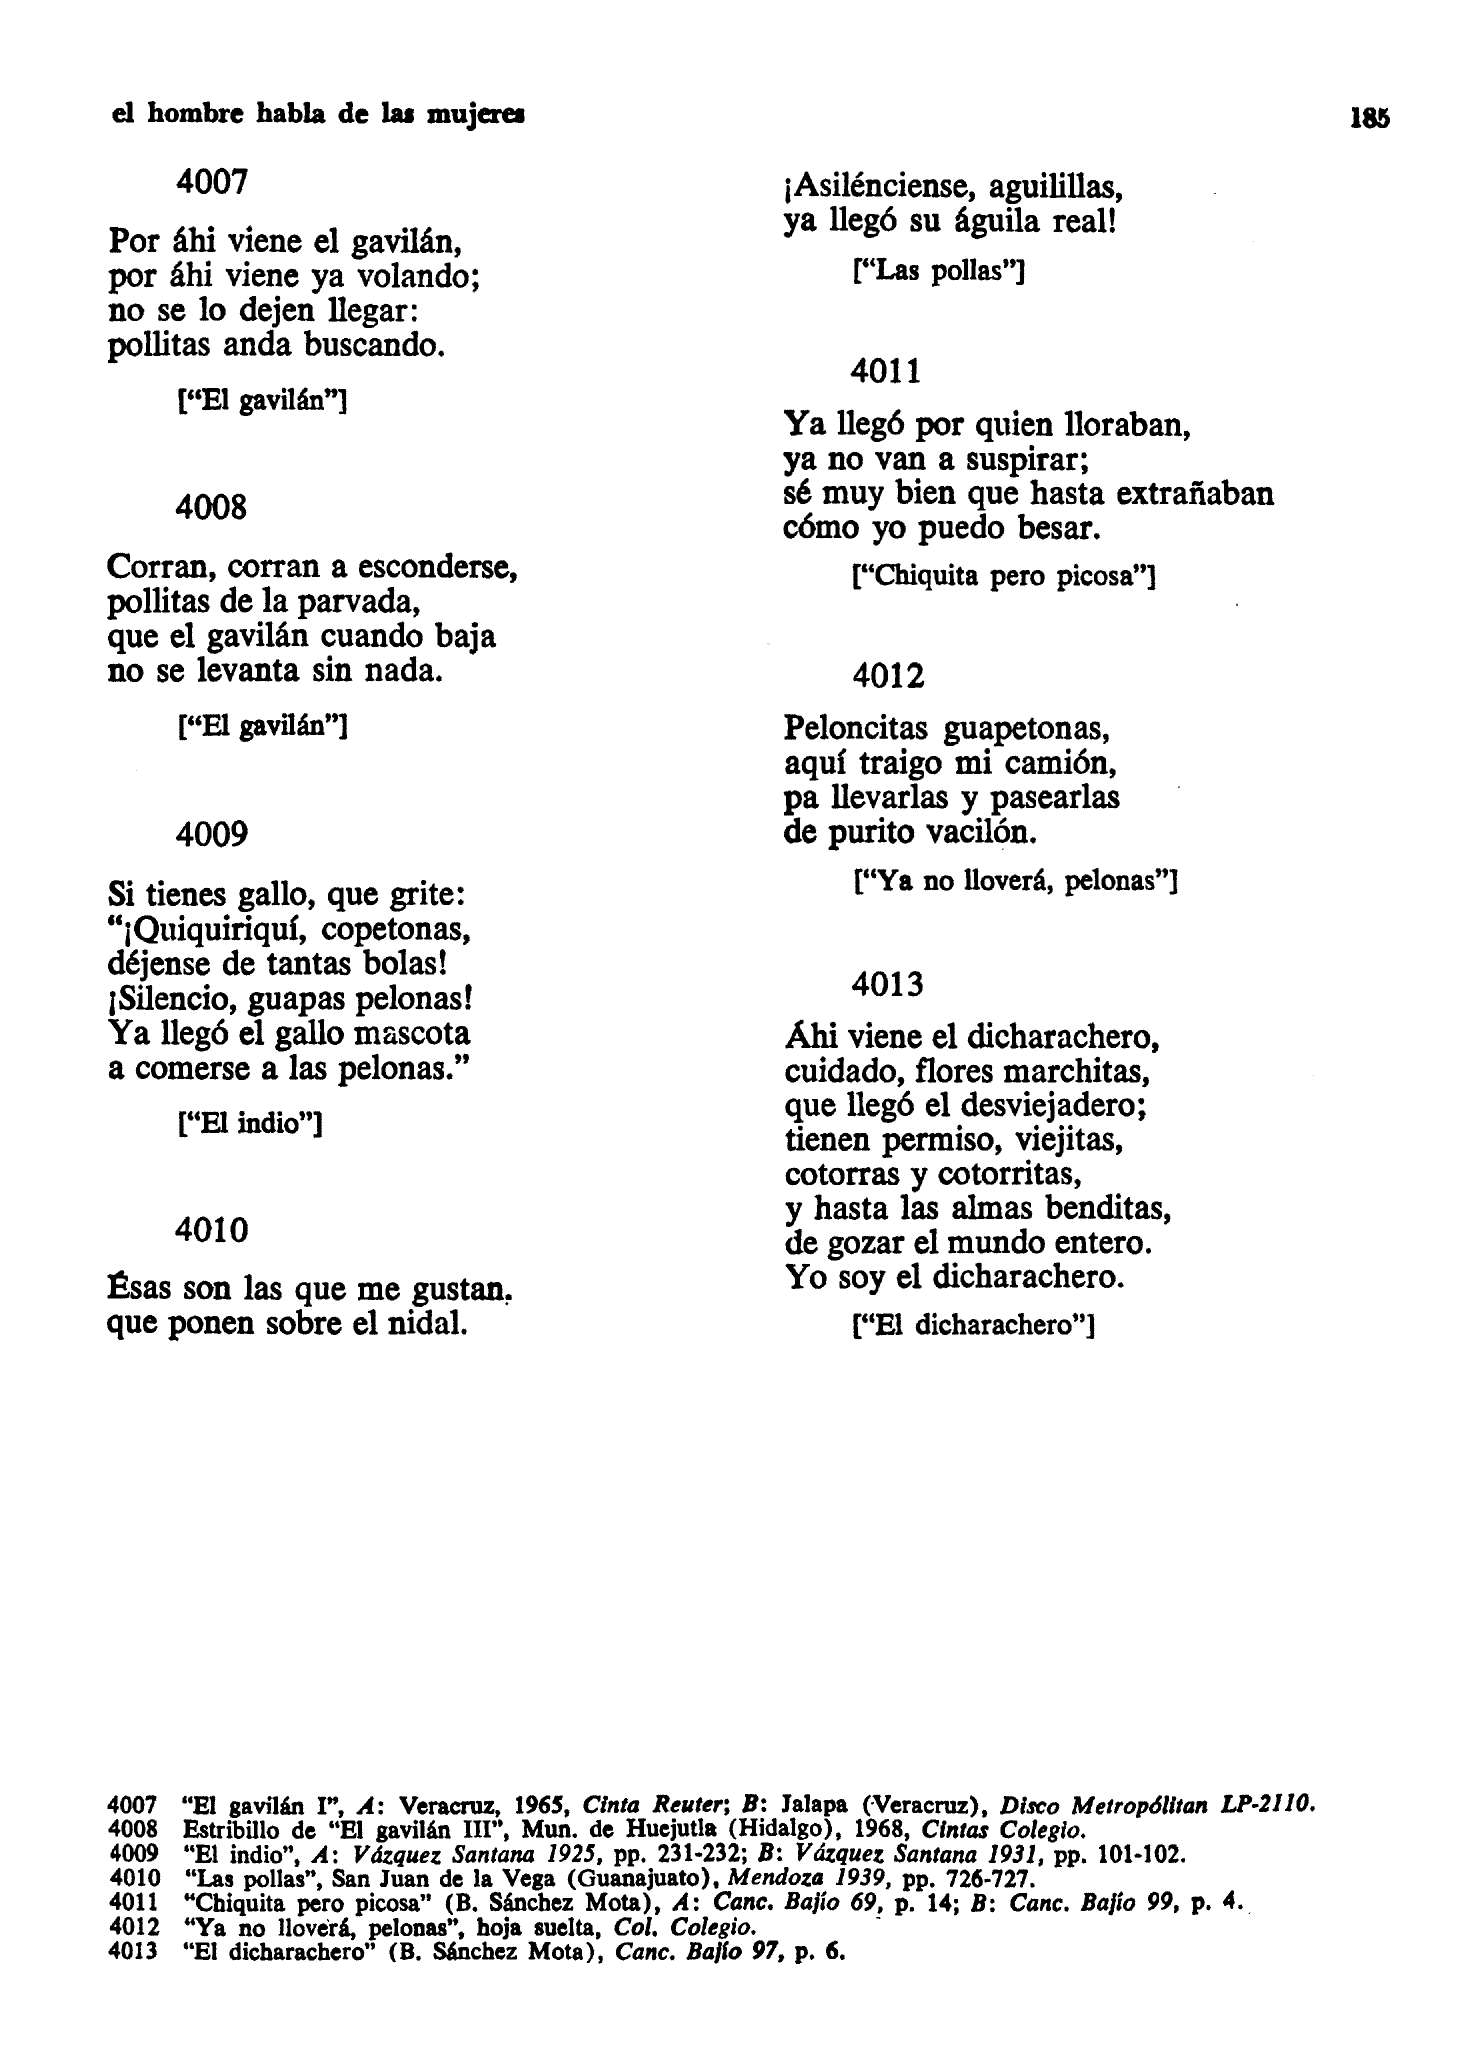 el hombre habla de las mujeres
185
4007
Por áhi viene el gavilán,
por áhi viene ya volando;
no se lo dejen llegar:
pollitas anda buscando.
[“El gavilán”]
4008
Corran, corran a esconderse,
pollitas de la parvada,
que el gavilán cuando baja
no se levanta sin nada.
[“El gavilán”]
4009
Si tienes gallo, que grite:
“¡Quiquiriquí, copetonas,
déjense de tantas bolas!
¡Silencio, guapas pelonas!
Ya llegó el gallo mascota
a comerse a las pelonas.”
[“El indio”]
4010
Ésas son las que me gustan,
que ponen sobre el nidal.
¡Asilénciense, aguilillas,
ya llegó su águila real!
[“Las pollas”]
4011
Ya llegó por quien lloraban,
ya no van a suspirar;
sé muy bien que hasta extrañaban
cómo yo puedo besar.
[“Chiquita pero picosa”]
4012
Peloncitas guapetonas,
aquí traigo mi camión,
pa llevarlas y pasearlas
de purito vacilón.
[“Ya no lloverá, pelonas”]
4013
Áhi viene el dicharachero,
cuidado, flores marchitas,
que llegó el desviejadero;
tienen permiso, viejitas,
cotorras y cotorritas,
y hasta las almas benditas,
de gozar el mundo entero.
Yo soy el dicharachero.
[“El dicharachero”]
4007 “El gavilán I”, A: Veracruz, 1965, Cinta Reuter; B: Jalapa (Veracruz), Disco Metropólitan LP-2110.
4008 Estribillo de “El gavilán III”, Mun. de Huejutla (Hidalgo), 1968, Cintas Colegio.
4009 “El indio”, A: Vázquez Santana 1925, pp. 231-232; B: Vázquez Santana 1931, pp. 101-102.
4010 “Las pollas”, San Juan de la Vega (Guanajuato), Mendoza 1939, pp. 726-727.
4011 “Chiquita pero picosa” (B. Sánchez Mota), A: Canc. Bajío 69, p. 14; B: Canc. Bajío 99, p. 4.
4012 “Ya no lloverá, pelonas”, hoja suelta, Col. Colegio.
4013 “El dicharachero” (B. Sánchez Mota), Canc. Bajío 97, p. 6.